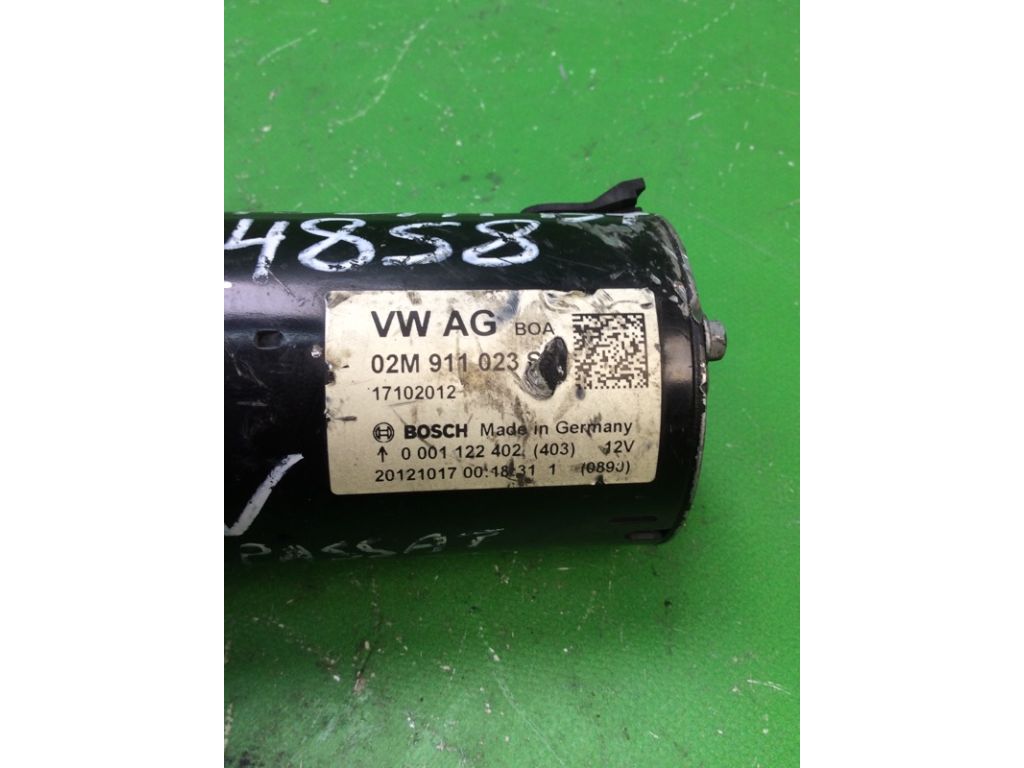 4858
VW AG BOA
02M 911 023
17102012
BOSCH Made in Germany
↑ 0 001 122 402 (403) 12V
20121017 00:18:31 1 (0890)
PASSAT